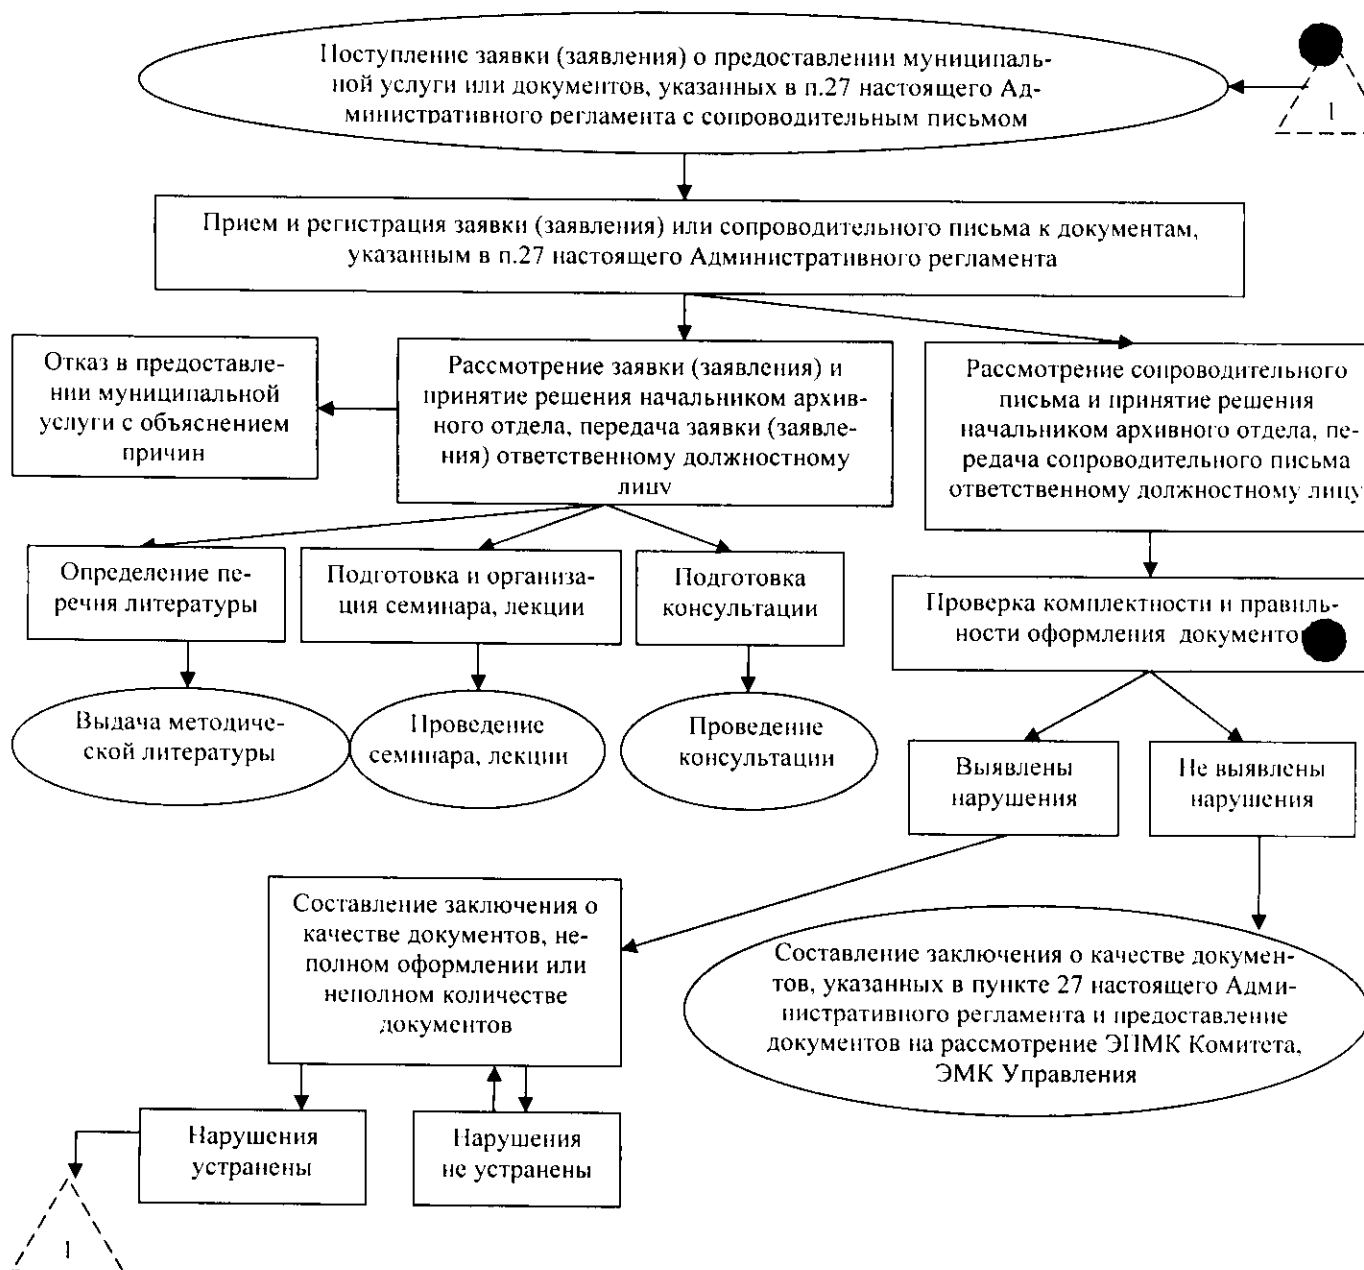 Поступление заявки (заявления) о предоставлении муниципаль-
ной услуги или документов, указанных в п.27 настоящего Ад-
министративного регламента с сопроводительным письмом
1
Прием и регистрация заявки (заявления) или сопроводительного письма к документам,
указанным в п.27 настоящего Административного регламента
Отказ в предоставле-
нии муниципальной
услуги с объяснением
причин
Рассмотрение заявки (заявления) и
принятие решения начальником архив-
ного отдела, передача заявки (заявле-
ния) ответственному должностному
лицу
Рассмотрение сопроводительного
письма и принятие решения
начальником архивного отдела, пе-
редача сопроводительного письма
ответственному должностному лицу
Определение пе-
речня литературы
Подготовка и организа-
ция семинара, лекции
Подготовка
консультации
Проверка комплектности и правиль-
ности оформления документо
Выдача методиче-
ской литературы
Проведение
семинара, лекции
Проведение
консультации
Выявлены
нарушения
Не выявлены
нарушения
Составление заключения о
качестве документов, не-
полном оформлении или
неполном количестве
документов
Составление заключения о качестве докумен-
тов, указанных в пункте 27 настоящего Адми-
нистративного регламента и предоставление
документов на рассмотрение ЭПМК Комитета,
ЭМК Управления
Нарушения
устранены
Нарушения
не устранены
1